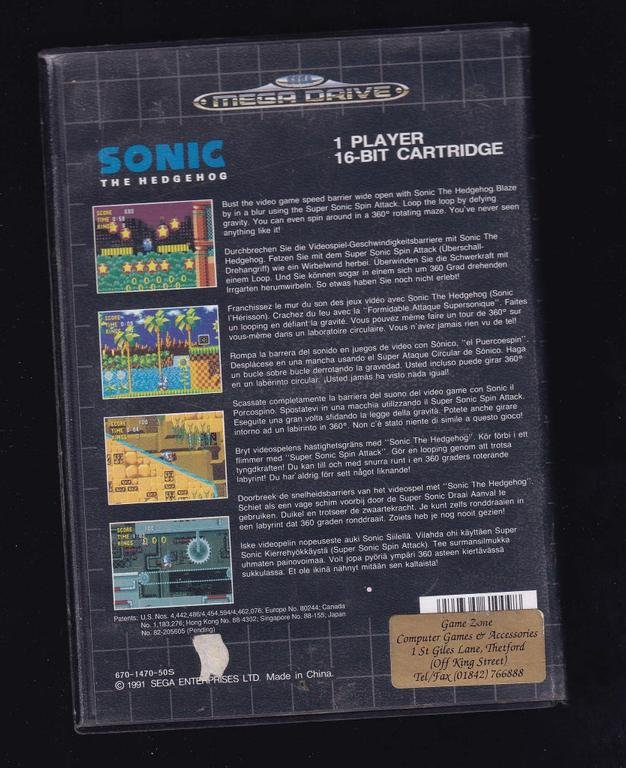 SEGA
MEGA DRIVE
SONIC
THE HEDGEHOG
1 PLAYER
16-BIT CARTRIDGE
Bust the video game speed barrier wide open with Sonic The Hedgehog. Blaze
by in a blur using the Super Sonic Spin Attack. Loop the loop by defying
gravity. You can even spin around in a 360° rotating maze. You've never seen
anything like it!
Durchbrechen Sie die Videospiel-Geschwindigkeitsbarriere mit Sonic The
Hedgehog. Fetzen Sie mit dem Super Sonic Spin Attack (Überschall-
Drehangriff) wie ein Wirbelwind herbei. Überwinden Sie die Schwerkraft mit
einem Loop. Und Sie können sogar in einem sich um 360 Grad drehenden
Irrgarten herumwirbeln. So etwas haben Sie noch nicht erlebt!
Franchissez le mur du son des jeux vidéo avec Sonic The Hedgehog (Sonic
l'Hérisson). Crachez du feu avec la "Formidable Attaque Supersonique". Faites
un looping en défiant la gravité. Vous pouvez même faire un tour de 360° sur
vous-même dans un laboratoire circulaire. Vous n'avez jamais rien vu de tel!
Rompa la barrera del sonido en juegos de video con Sónico, "el Puercoespin".
Desplácese en una mancha usando el Super Ataque Circular de Sónico. Haga
un bucle sobre bucle derrotando la gravedad. Usted incluso puede girar 360°
en un labérinto circular. ¡Usted jamás ha visto nada igual!
Scassate completamente la barriera del suono del video game con Sonic il
Porcospino. Spostatevi in una macchia utilizzando il Super Sonic Spin Attack.
Eseguite una gran volta sfidando la legge della gravità. Potete anche girare
intorno ad un labirinto in 360°. Non c'è stato niente di simile a questo gioco!
Bryt videospelens hastighetsgräns med "Sonic The Hedgehog". Kör förbi i ett
flimmer med "Super Sonic Spin Attack". Gör en looping genom att trotsa
tyngdkraften! Du kan till och med snurra runt i en 360 graders roterande
labyrint! Du har aldrig förr sett något liknande!
Doorbreek de snelheidsbarriers van het videospel met "Sonic The Hedgehog".
Schiet als een vage schim voorbij door de Super Sonic Draai Aanval te
gebruiken. Duikel en trotseer de zwaartekracht. Je kunt zelfs ronddraaien in
een labyrint dat 360 graden ronddraait. Zoiets heb je nog nooit gezien!
Iske videopelin nopeuseste auki Sonic Siilellä. Vilahda ohi käyttäen Super
Sonic Kierrehyökkäystä (Super Sonic Spin Attack). Tee surmansilmukka
uhmaten painovoimaa. Voit jopa pyöriä ympäri 360 asteen kiertävässä
sukkulassa. Et ole ikinä nähnyt mitään sen kaltaista!
Patents: U.S. Nos. 4,442,486/4,454,594/4,462,076; Europe No. 80244; Canada
No. 1,183,276; Hong Kong No. 88-4302; Singapore No. 88-155; Japan
No. 82-205605 (Pending)
670-1470-50S
© 1991 SEGA ENTERPRISES LTD. Made in China.
Game Zone
Computer Games & Accessories
1 St Giles Lane, Thetford
(Off King Street)
Tel/Fax (01842) 766888